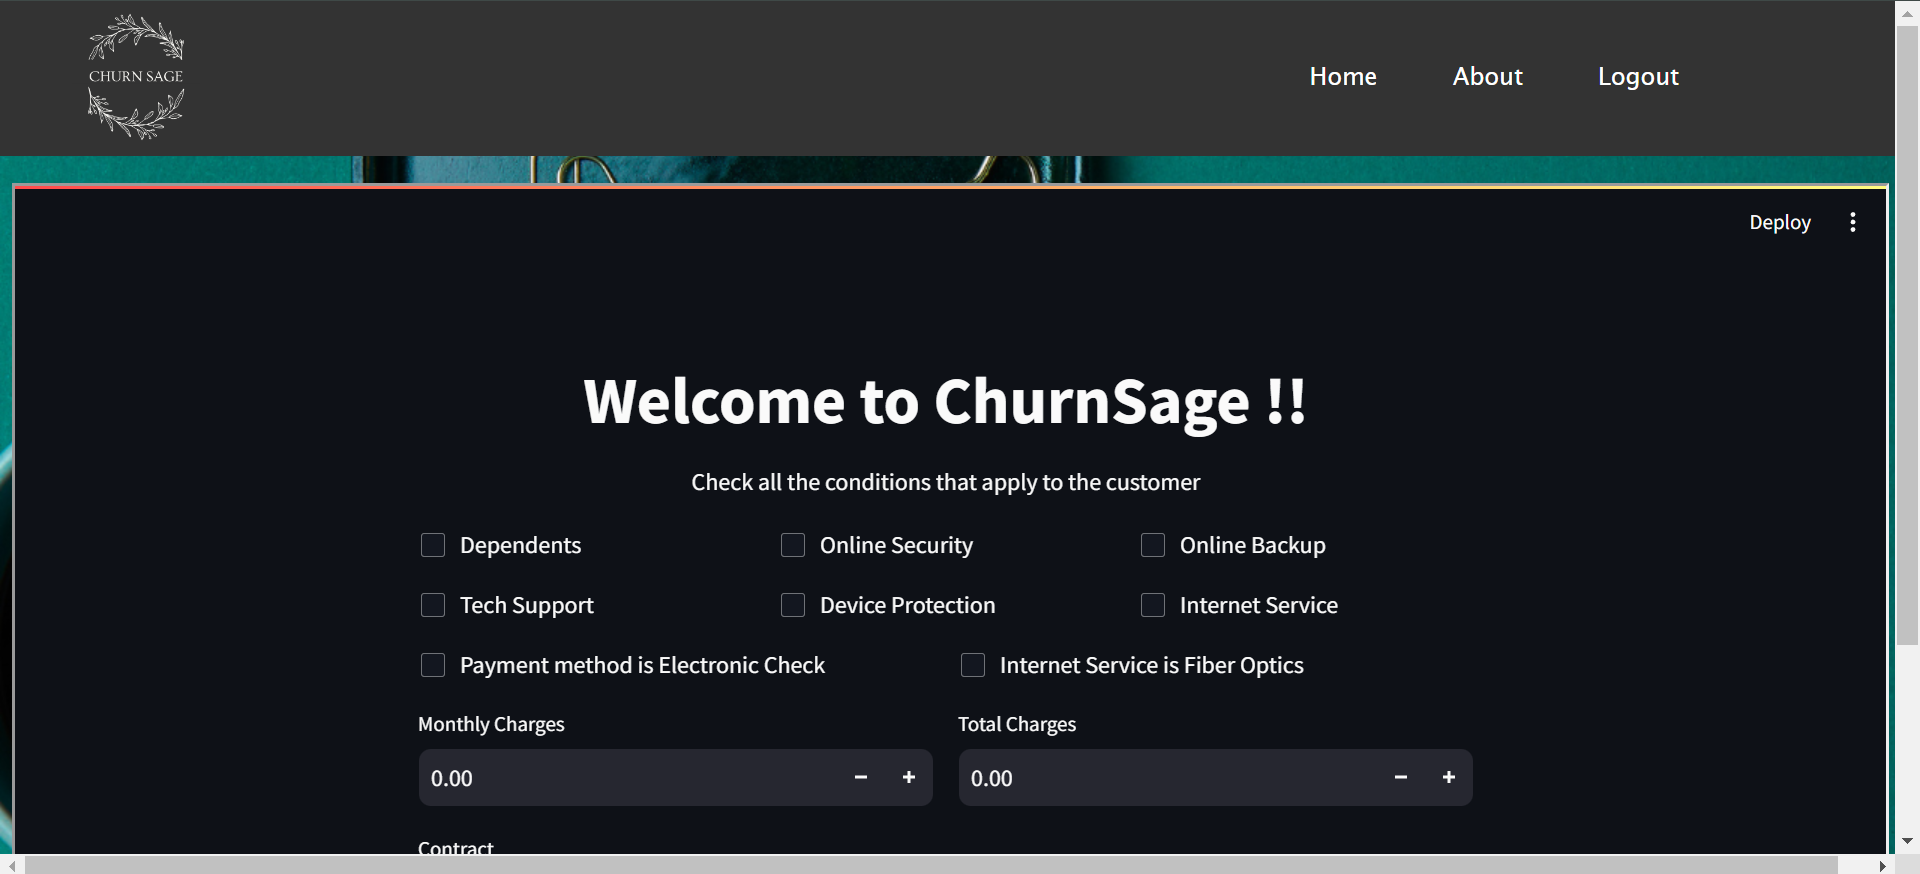 CHURN SAGE
Home About Logout
Deploy
Welcome to ChurnSage !!
Check all the conditions that apply to the customer
Dependents Online Security Online Backup
Tech Support Device Protection Internet Service
Payment method is Electronic Check Internet Service is Fiber Optics
Monthly Charges Total Charges
0.00 0.00
Contract